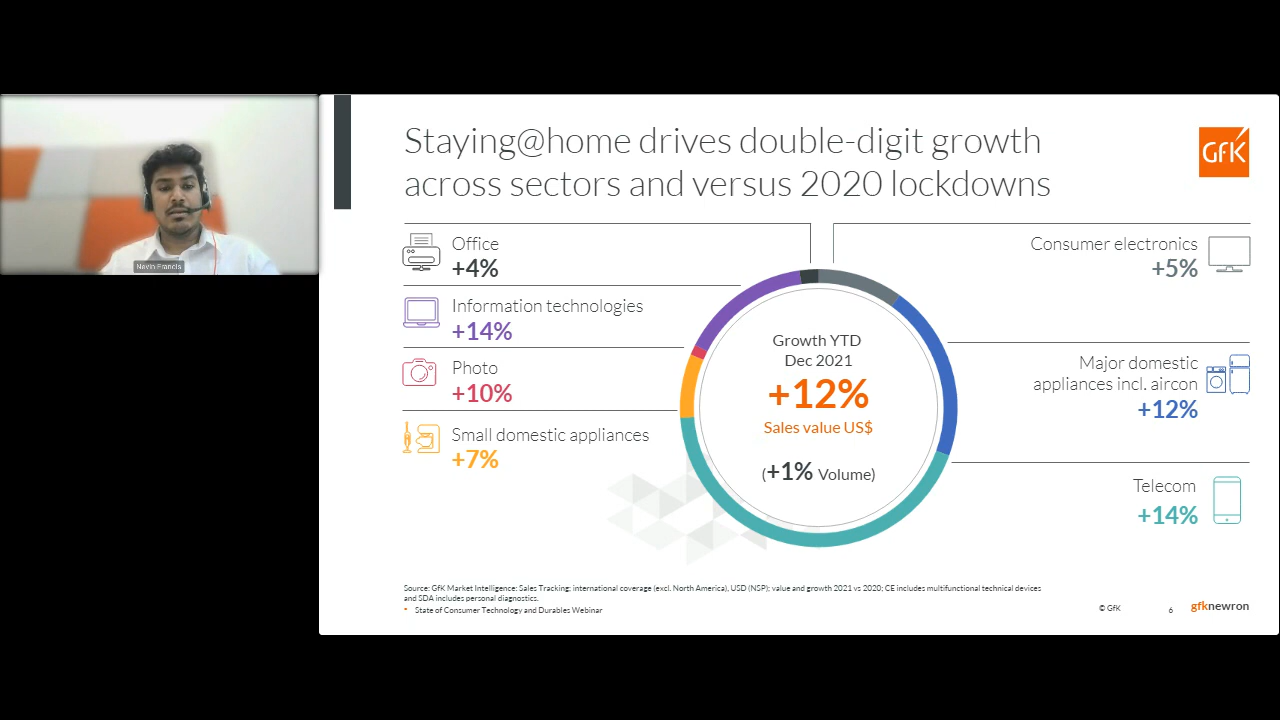 Nevin Francis
Staying@home drives double-digit growth
across sectors and versus 2020 lockdowns
GfK
Office
+4%
Information technologies
+14%
Photo
+10%
Small domestic appliances
+7%
Growth YTD
Dec 2021
+12%
Sales value US$
(+1% Volume)
Consumer electronics
+5%
Major domestic
appliances incl. aircon
+12%
Telecom
+14%
Source: GfK Market Intelligence: Sales Tracking; international coverage (excl. North America), USD (NSP); value and growth 2021 vs 2020; CE includes multifunctional technical devices
and SDA includes personal diagnostics.
State of Consumer Technology and Durables Webinar
© GfK
6
gfknewron